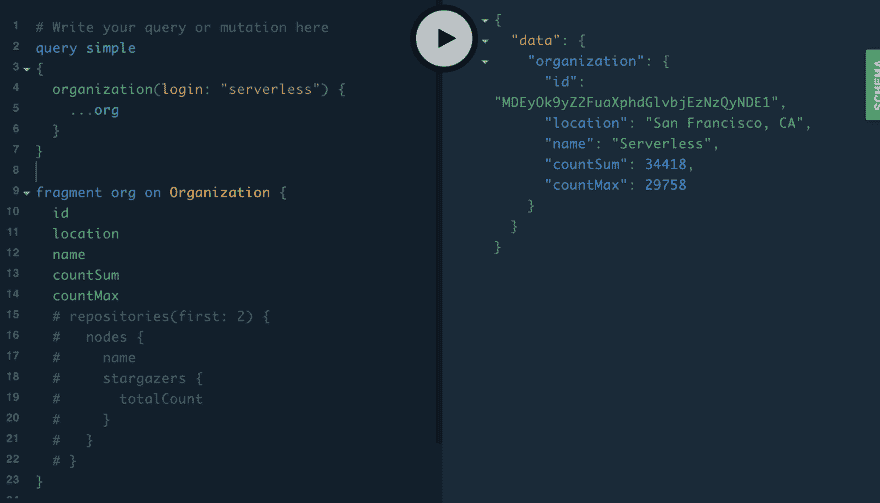 1 # Write your query or mutation here
2 query simple
3 {
4 organization(login: "serverless") {
5 ...org
6 }
7 }
8
9 fragment org on Organization {
10 id
11 location
12 name
13 countSum
14 countMax
15 # repositories(first: 2) {
16 # nodes {
17 # name
18 # stargazers {
19 # totalCount
20 # }
21 # }
22 # }
23 }
{
"data": {
"organization": {
"id":
"MDEyOk9yZ2FuaXphdGlvbjEzNzQyNDE1",
"location": "San Francisco, CA",
"name": "Serverless",
"countSum": 34418,
"countMax": 29758
}
}
}
SCHEMA